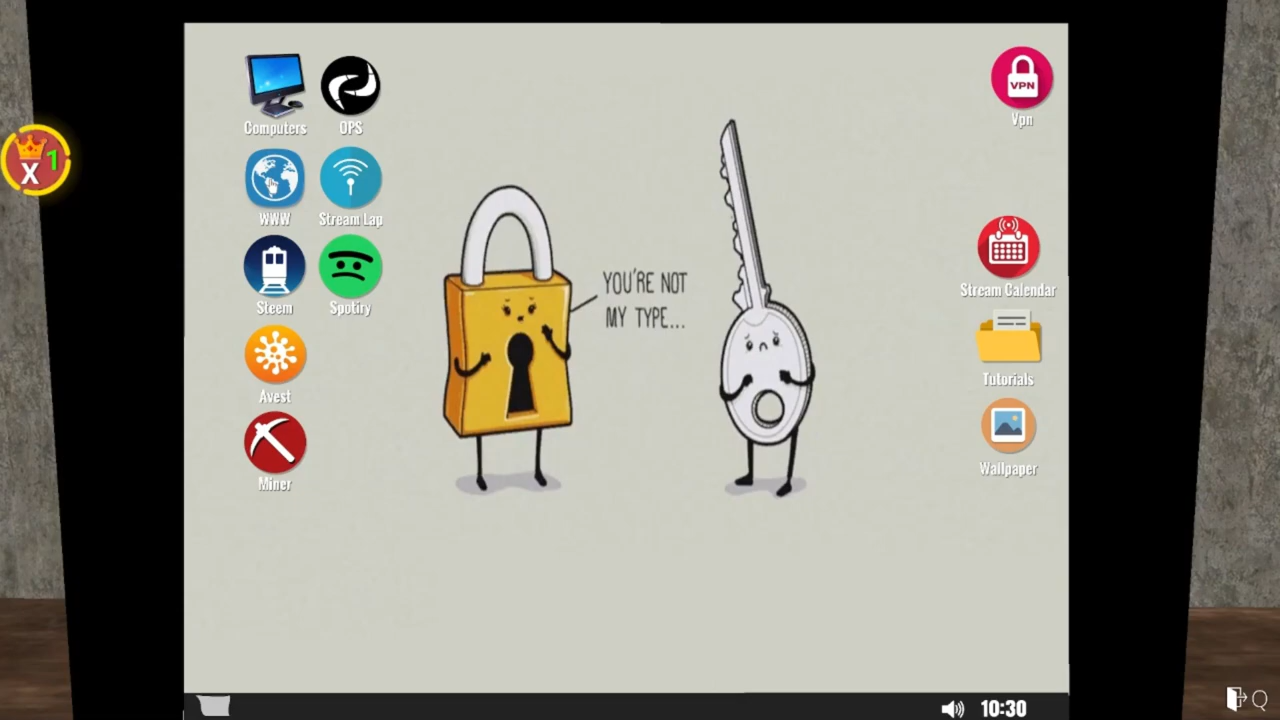 VPN
Computers
OPS
Vpn
X 1
WWW
Stream Lap
YOU'RE NOT
MY TYPE...
Stream Calendar
Steem
Spotiry
Tutorials
Avest
Wallpaper
Miner
10:30
Q